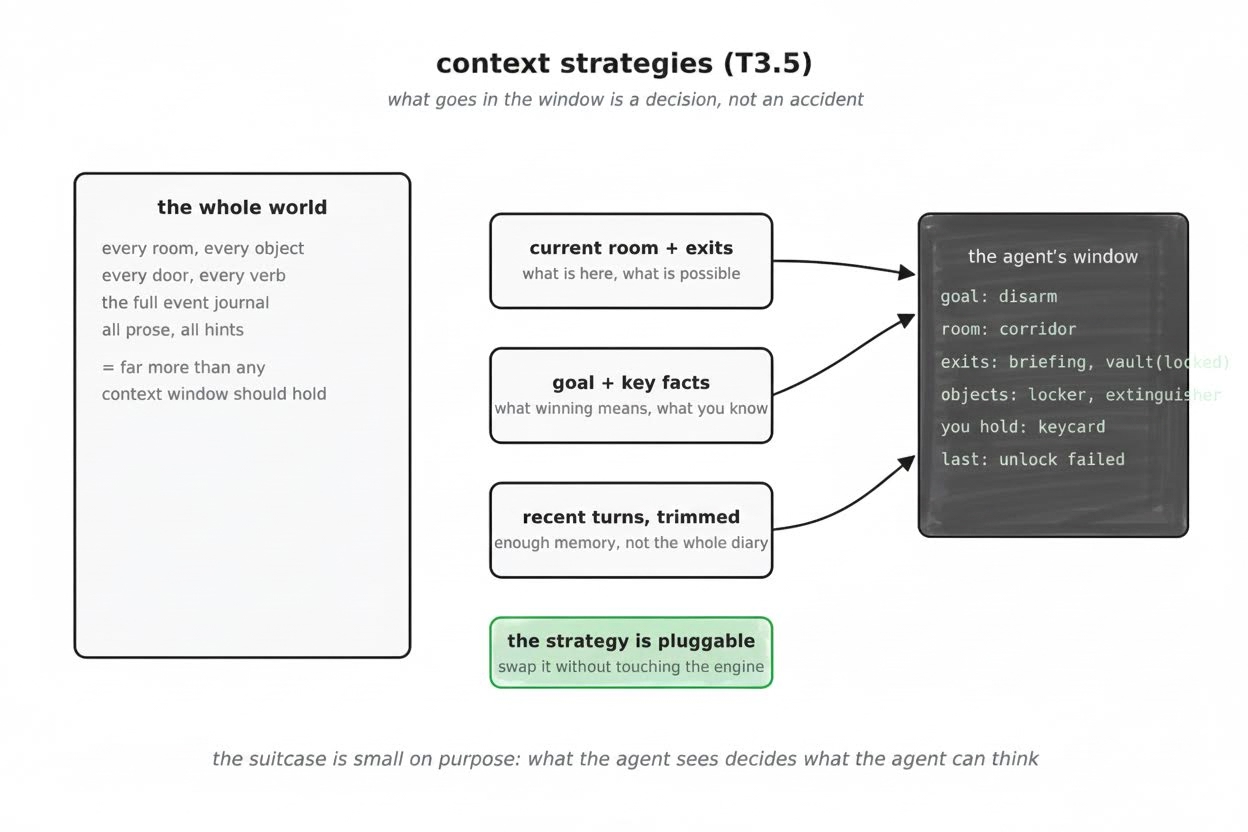 context strategies (T3.5)
what goes in the window is a decision, not an accident
the whole world
every room, every object
every door, every verb
the full event journal
all prose, all hints
= far more than any
context window should hold
current room + exits
what is here, what is possible
goal + key facts
what winning means, what you know
recent turns, trimmed
enough memory, not the whole diary
the strategy is pluggable
swap it without touching the engine
the agent's window
goal: disarm
room: corridor
exits: briefing, vault(locked)
objects: locker, extinguisher
you hold: keycard
last: unlock failed
the suitcase is small on purpose: what the agent sees decides what the agent can think